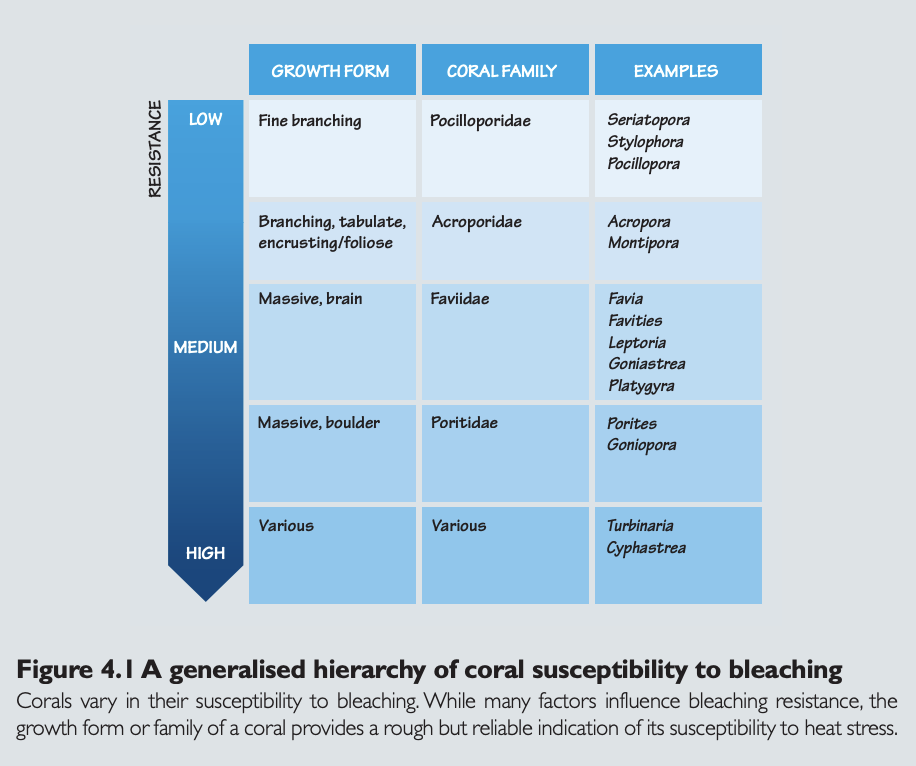 GROWTH FORM CORAL FAMILY EXAMPLES
RESISTANCE
LOW
Fine branching
Pocilloporidae
Seriatopora
Stylophora
Pocillopora
Branching, tabulate,
encrusting/foliose
Acroporidae
Acropora
Montipora
MEDIUM
Massive, brain
Faviidae
Favia
Favities
Leptoria
Goniastrea
Platygyra
Massive, boulder
Poritidae
Porites
Goniopora
HIGH
Various
Various
Turbinaria
Cyphastrea
Figure 4.1 A generalised hierarchy of coral susceptibility to bleaching
Corals vary in their susceptibility to bleaching. While many factors influence bleaching resistance, the
growth form or family of a coral provides a rough but reliable indication of its susceptibility to heat stress.